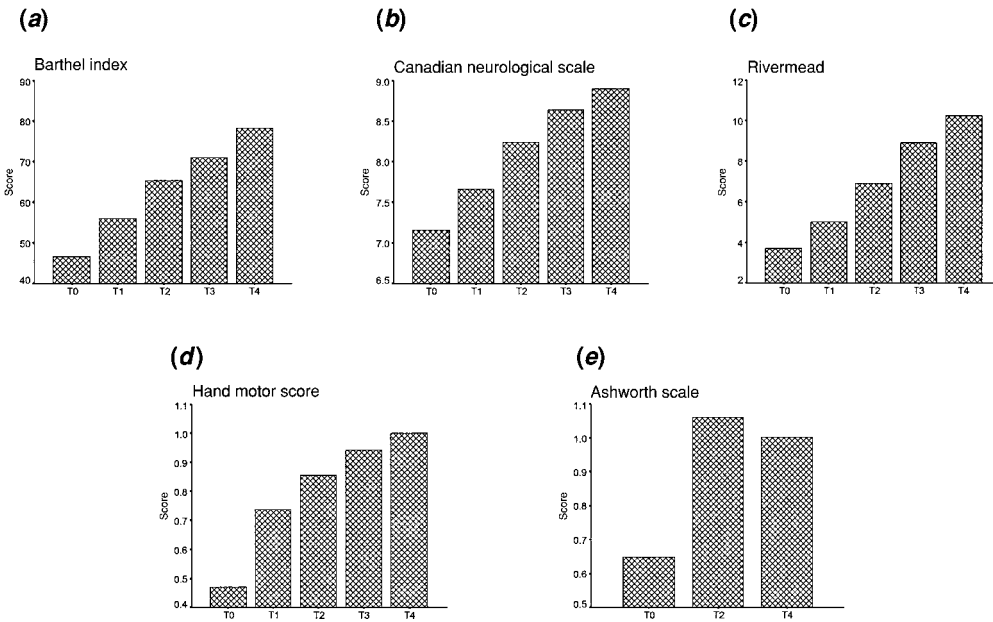 (a)
Barthel index
Score
90
80
70
60
50
40
T0 T1 T2 T3 T4
(b)
Canadian neurological scale
Score
9.0
8.5
8.0
7.5
7.0
6.5
T0 T1 T2 T3 T4
(c)
Rivermead
Score
12
10
8
6
4
2
T0 T1 T2 T3 T4
(d)
Hand motor score
Score
1.1
1.0
0.9
0.8
0.7
0.6
0.5
0.4
T0 T1 T2 T3 T4
(e)
Ashworth scale
Score
1.1
1.0
0.9
0.8
0.7
0.6
0.5
T0 T2 T4